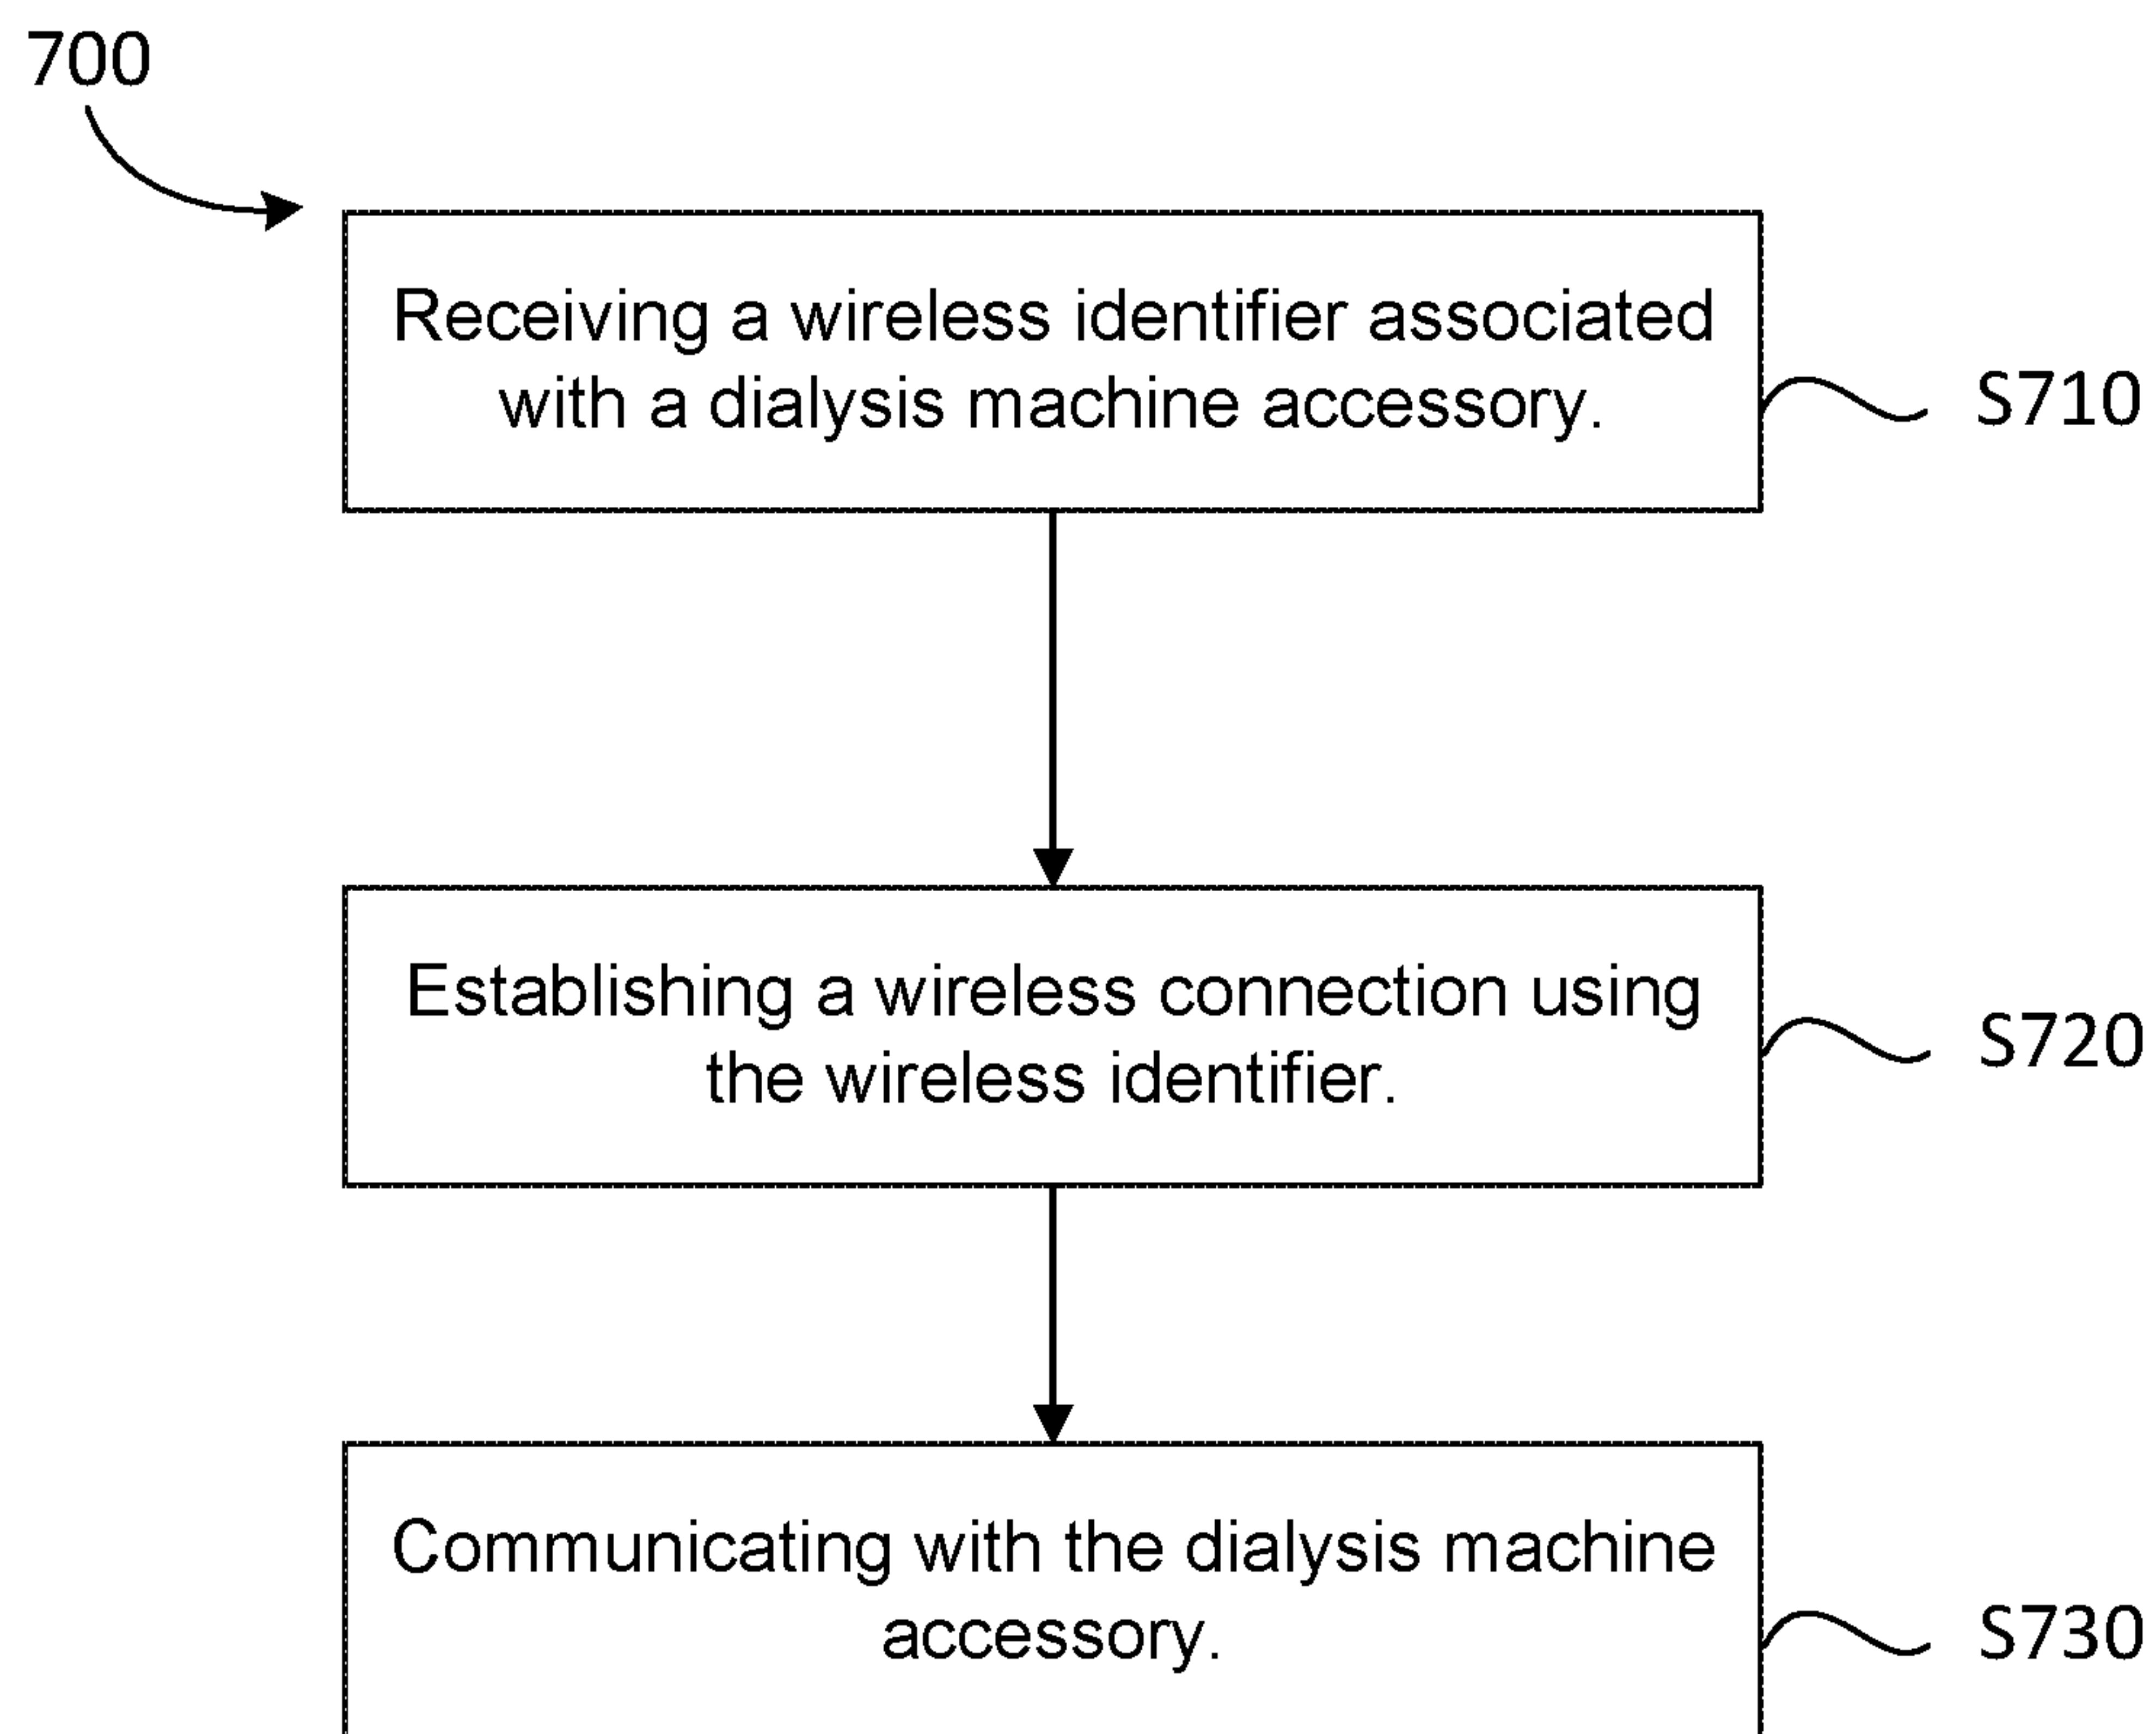 700
Receiving a wireless identifier associated
with a dialysis machine accessory.
S710
Establishing a wireless connection using
the wireless identifier.
S720
Communicating with the dialysis machine
accessory.
S730